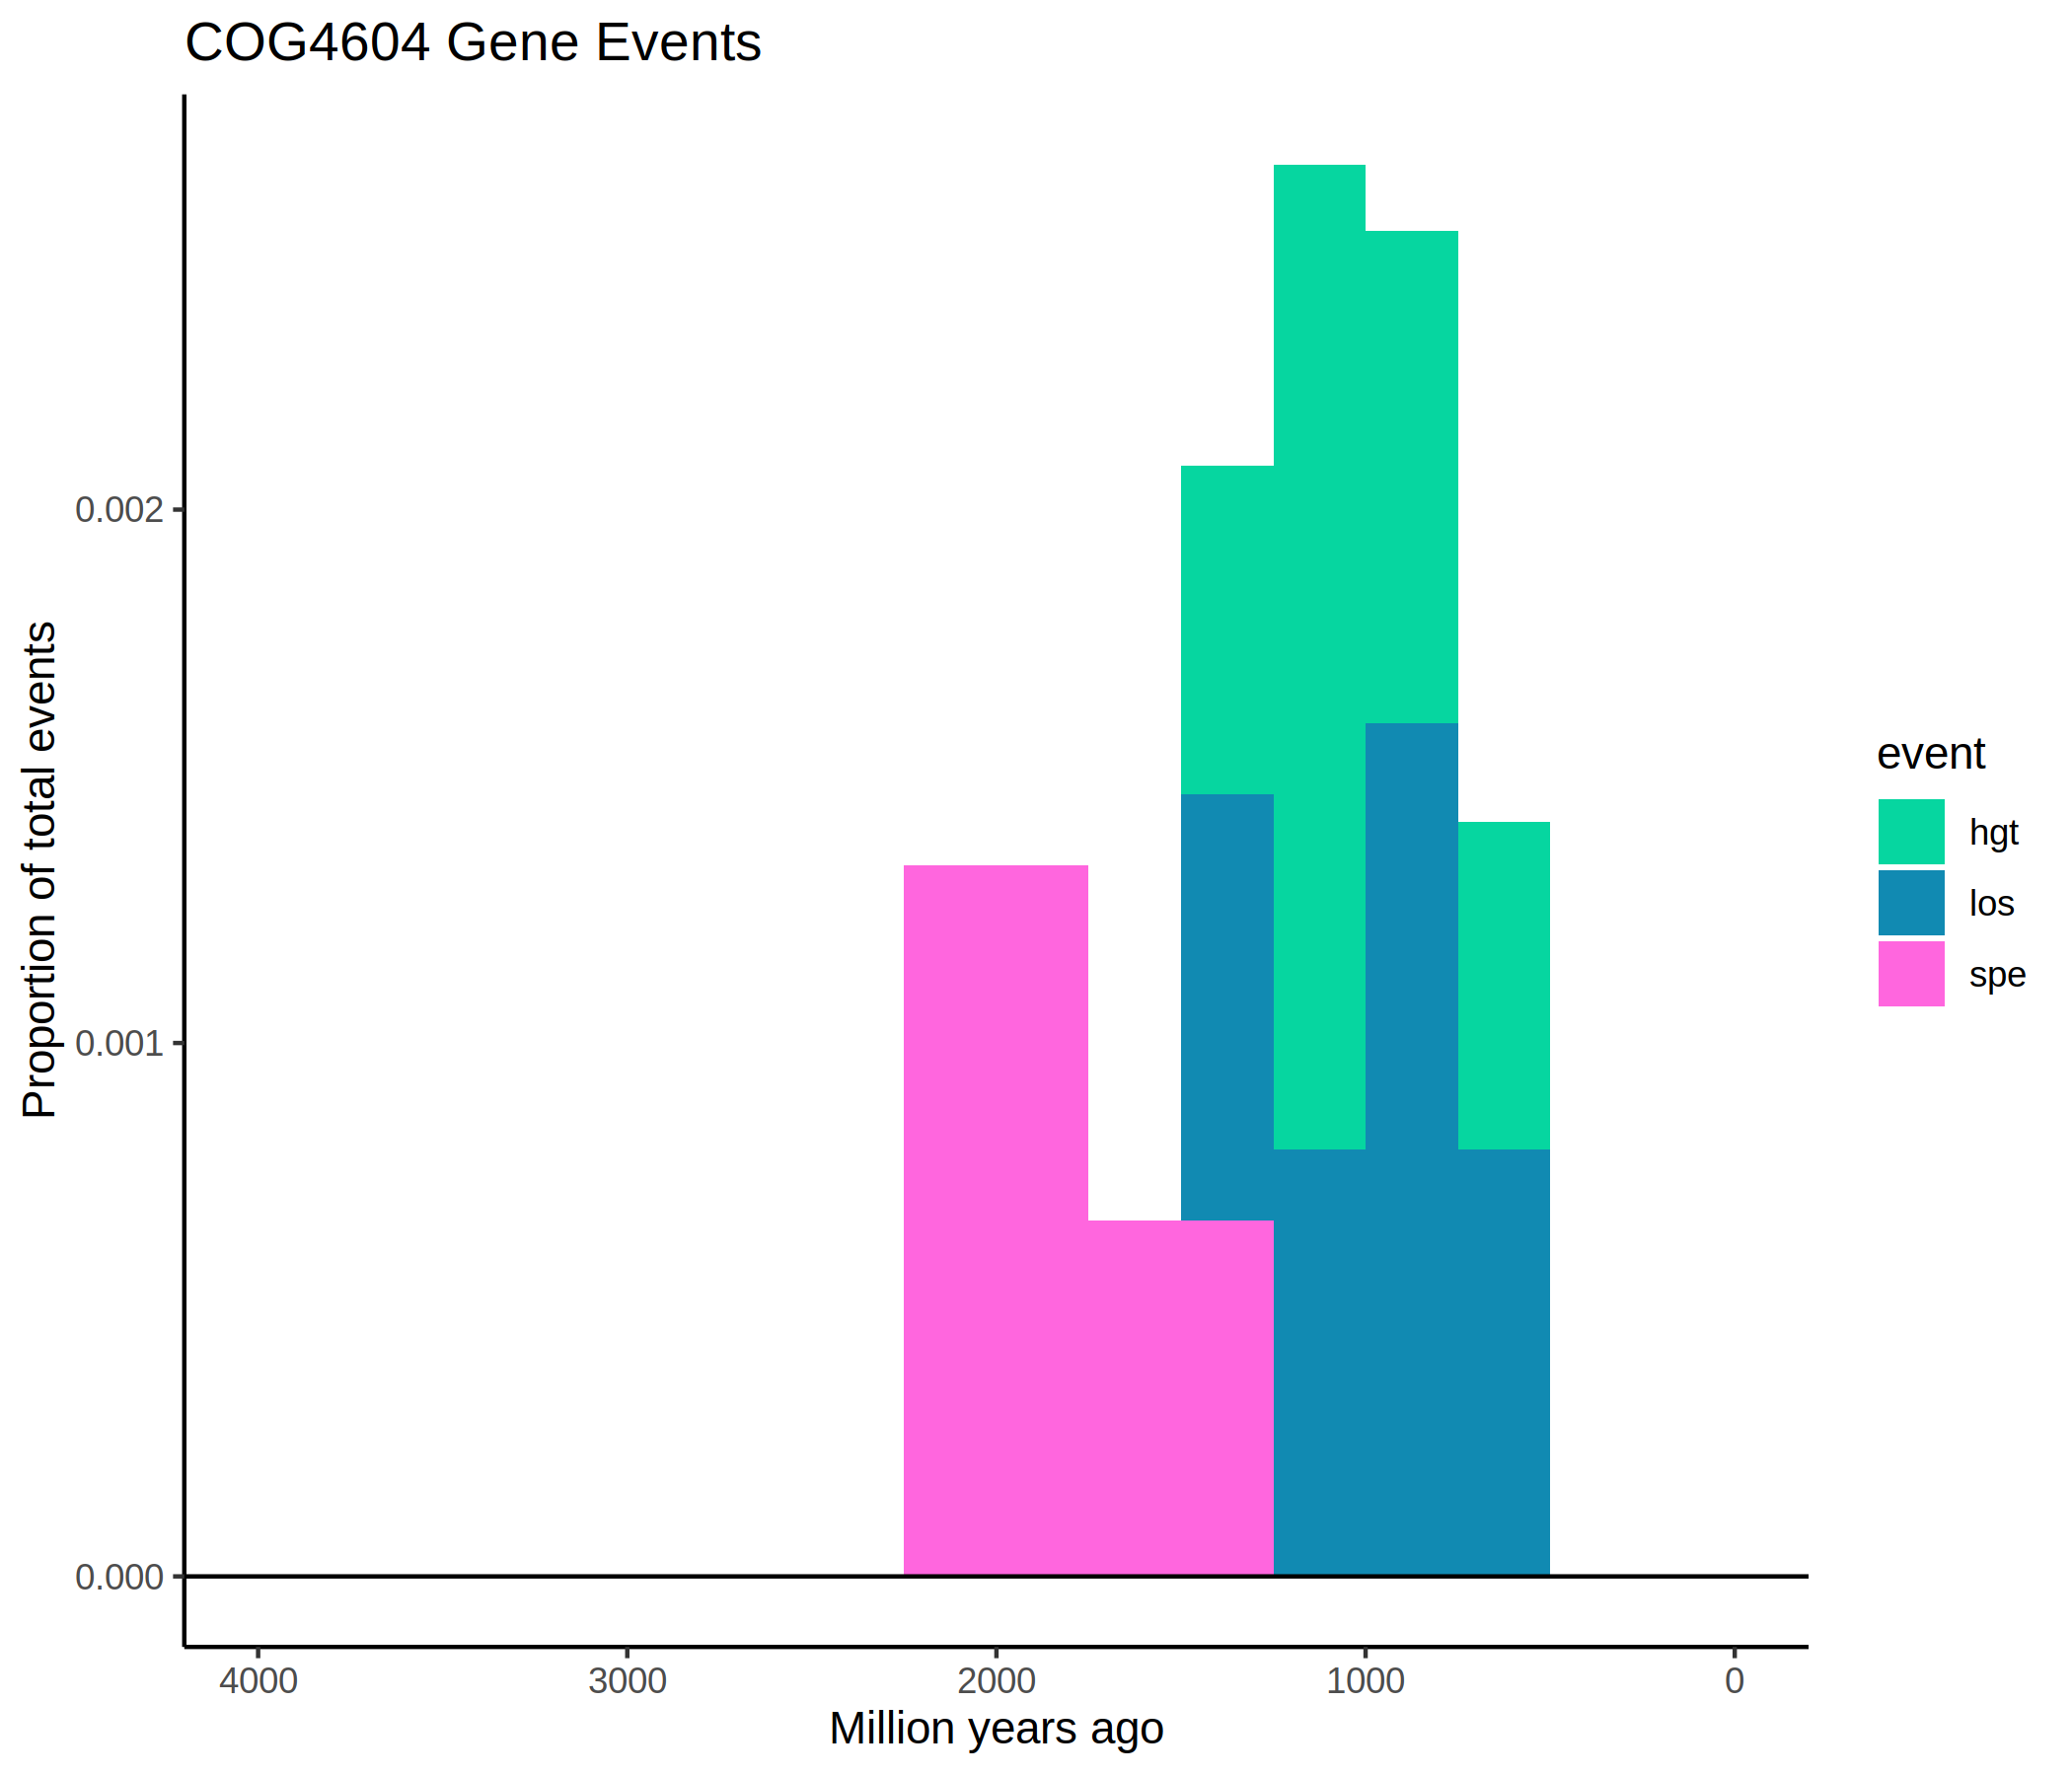 COG4604 Gene Events
Proportion of total events
0.002
0.001
0.000
4000 3000 2000 1000 0
Million years ago
event
hgt
los
spe